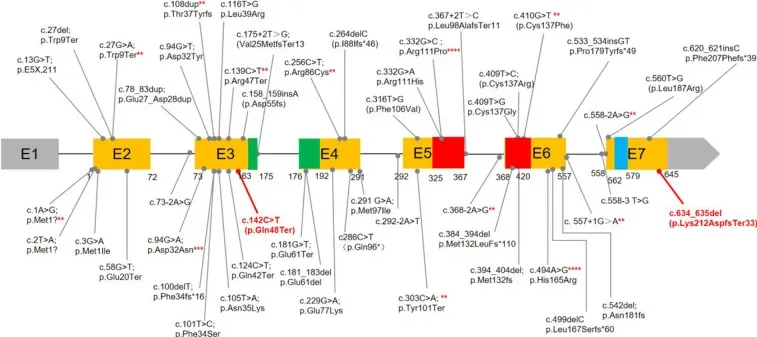 c.108dup**
p.Thr37Tyrfs
c.116T>G
p.Leu39Arg
c.27del;
p.Trp9Ter
c.27G>A;
p.Trp9Ter**
c.13G>T;
p.E5X,211
c.94G>T;
p.Asp32Tyr
c.175+2T>G;
(Val25MetfsTer13
c.264delC
(p.I88Ifs*46)
c.367+2T>C
p.Leu98AlafsTer11
c.410G>T **
(p.Cys137Phe)
c.332G>C ;
p.Arg111Pro****
c.533_534insGT
p.Pro179Tyrfs*49
c.620_621insC
p.Phe207Phefs*39
c.78_83dup;
p.Glu27_Asp28dup
c.139C>T**
p.Arg47Ter
c.158_159insA
(p.Asp55fs)
c.256C>T;
p.Arg86Cys**
c.316T>G
(p.Phe106Val)
c.332G>A
p.Arg111His
c.409T>C;
(p.Cys137Arg)
c.409T>G
p.Cys137Gly
c.560T>G
(p.Leu187Arg)
c.558-2A>G**
E1
E2
E3
E4
E5
E6
E7
1
72
73
163
175
176
192
291
292
325
367
368
420
557
558
562
579
645
c.1A>G;
p.Met1?**
c.2T>A;
p.Met1?
c.3G>A
p.Met1Ile
c.58G>T;
p.Glu20Ter
c.73-2A>G
c.94G>A;
p.Asp32Asn***
c.100delT;
p.Phe34fs*16
c.101T>C;
p.Phe34Ser
c.105T>A;
p.Asn35Lys
c.124C>T;
p.Gln42Ter
c.142C>T
(p.Gln48Ter)
c.181G>T;
p.Glu61Ter
c.181_183del
p.Glu61del
c.229G>A;
p.Glu77Lys
c286C>T
(p.Gln96*)
c.291 G>A;
p.Met97Ile
c.292-2A>T
c.303C>A; **
p.Tyr101Ter
c.368-2A>G**
c.384_394del
p.Met132LeuFs*110
c.394_404del;
p.Met132fs
c.494A>G****
p.His165Arg
c.499delC
p.Leu167Serfs*60
c.542del;
p.Asn181fs
c. 557+1G>A**
c.558-3 T>G
c.634_635del
(p.Lys212AspfsTer33)